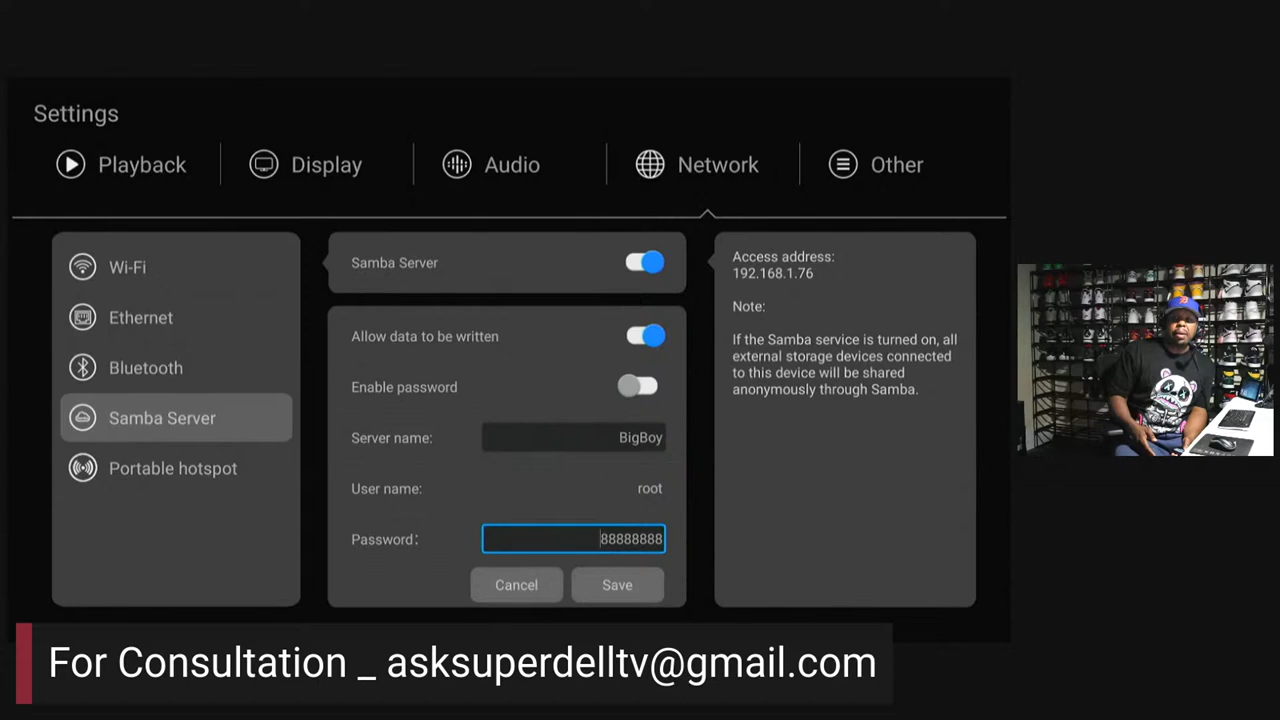 Settings
Playback
Display
Audio
Network
Other
Wi-Fi
Ethernet
Bluetooth
Samba Server
Portable hotspot
Samba Server
Allow data to be written
Enable password
Server name: BigBoy
User name: root
Password: 88888888
Cancel
Save
Access address:
192.168.1.76
Note:
If the Samba service is turned on, all
external storage devices connected
to this device will be shared
anonymously through Samba.
For Consultation _ asksuperdelltv@gmail.com